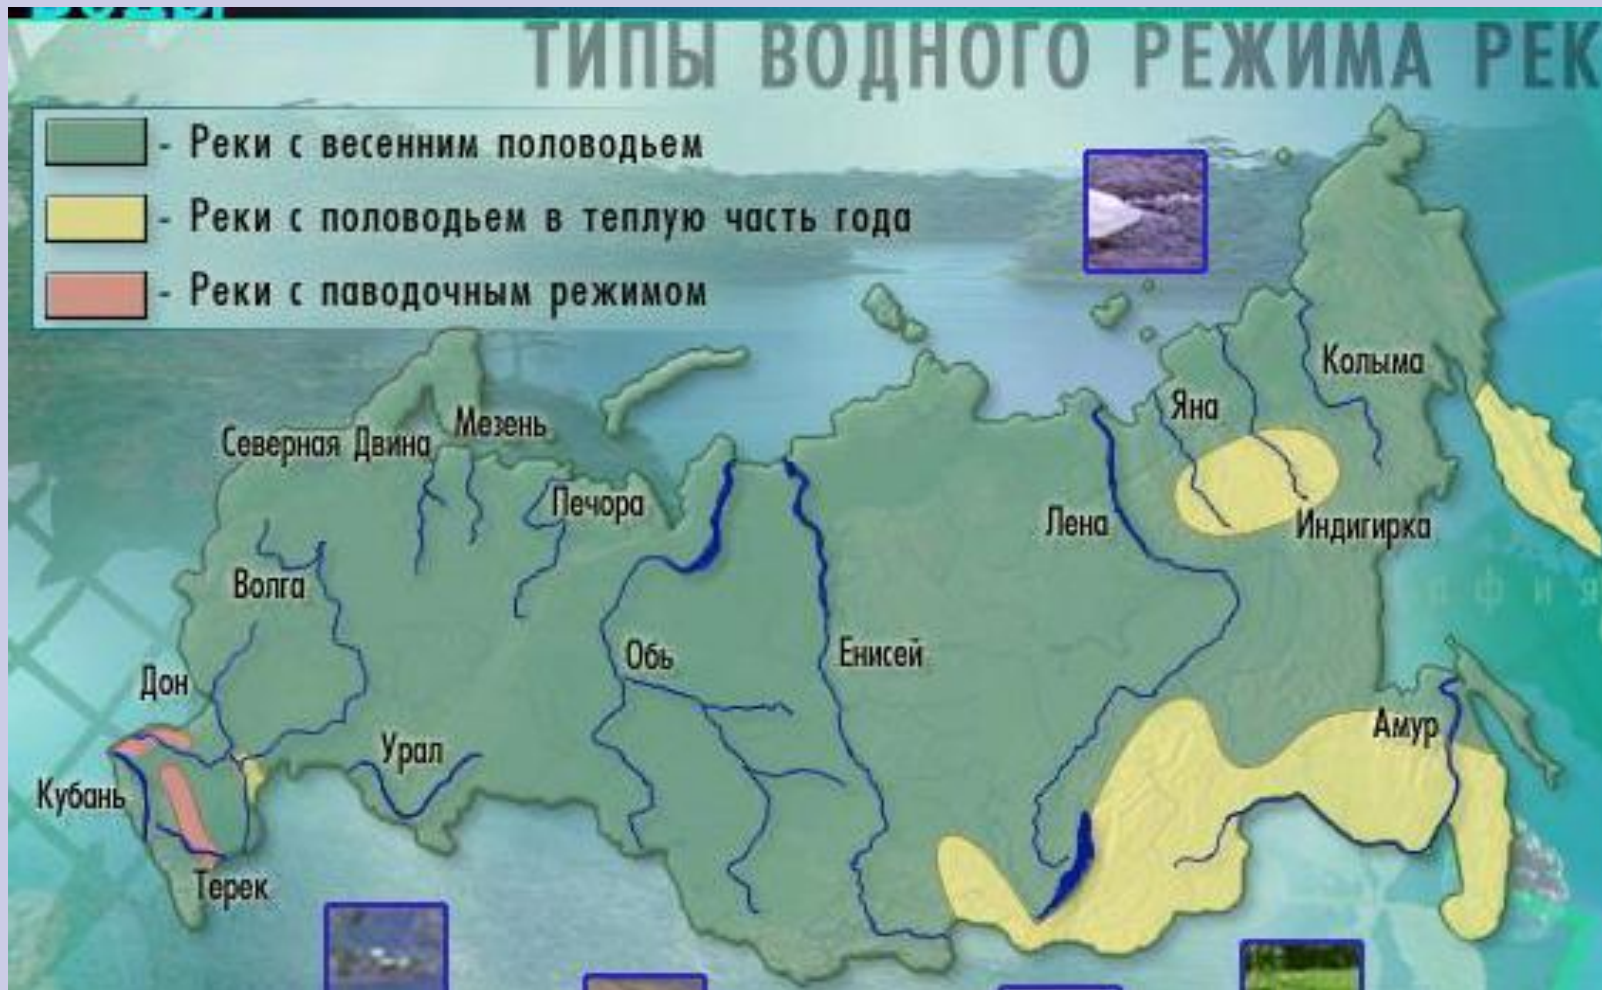 ТИПЫ ВОДНОГО РЕЖИМА РЕК
- Реки с весенним половодьем
- Реки с половодьем в теплую часть года
- Реки с паводочным режимом
Колыма
Яна
Мезень
Северная Двина
Печора
Лена
Индигирка
Волга
Обь
Енисей
Дон
Амур
Урал
Кубань
Терек